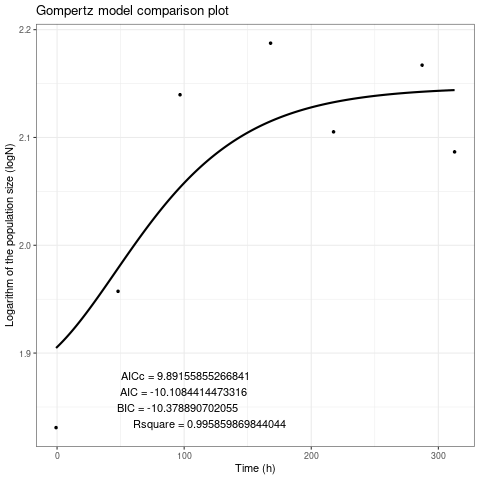 Gompertz model comparison plot
Logarithm of the population size (logN)
2.2
2.1
2.0
1.9
AICc = 9.89155855266841
AIC = -10.1084414473316
BIC = -10.378890702055
Rsquare = 0.995859869844044
0 100 200 300
Time (h)